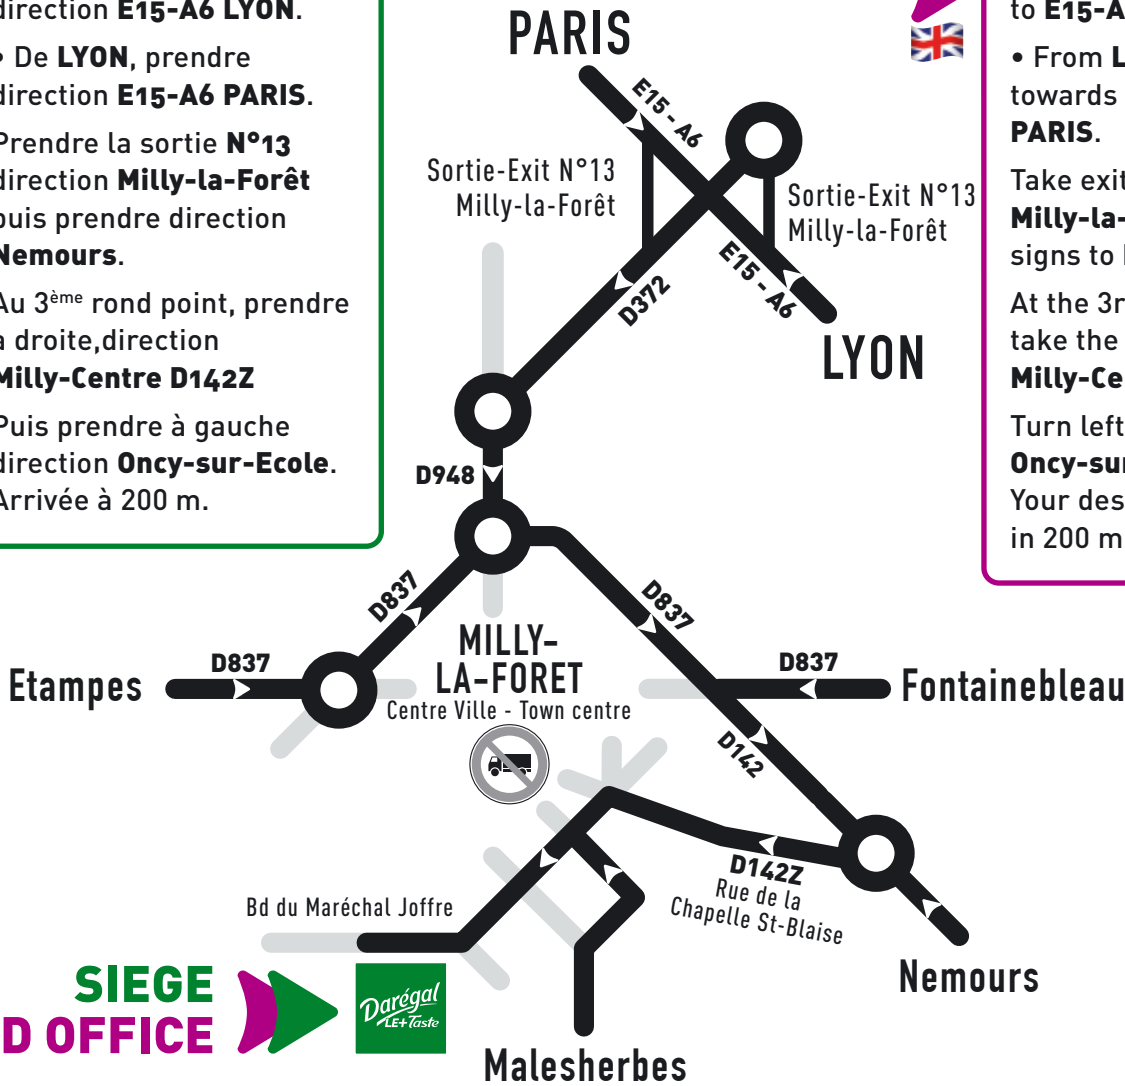 direction E15-A6 LYON.
• De LYON, prendre
direction E15-A6 PARIS.
Prendre la sortie N°13
direction Milly-la-Forêt
puis prendre direction
Nemours.
Au 3ème rond point, prendre
à droite,direction
Milly-Centre D142Z
Puis prendre à gauche
direction Oncy-sur-Ecole.
Arrivée à 200 m.
PARIS
E15 - A6
Sortie-Exit N°13
Milly-la-Forêt
Sortie-Exit N°13
Milly-la-Forêt
E15 - A6
D372
LYON
to E15-A
• From L
towards
PARIS.
Take exit
Milly-la-
signs to
At the 3r
take the
Milly-Ce
Turn left
Oncy-su
Your des
in 200 m
D948
D837
D837
Etampes
D837
MILLY-
LA-FORET
Centre Ville - Town centre
D837
Fontainebleau
D142
D142Z
Rue de la
Chapelle St-Blaise
Bd du Maréchal Joffre
Nemours
SIEGE
D OFFICE
Darégal
LE+Taste
Malesherbes